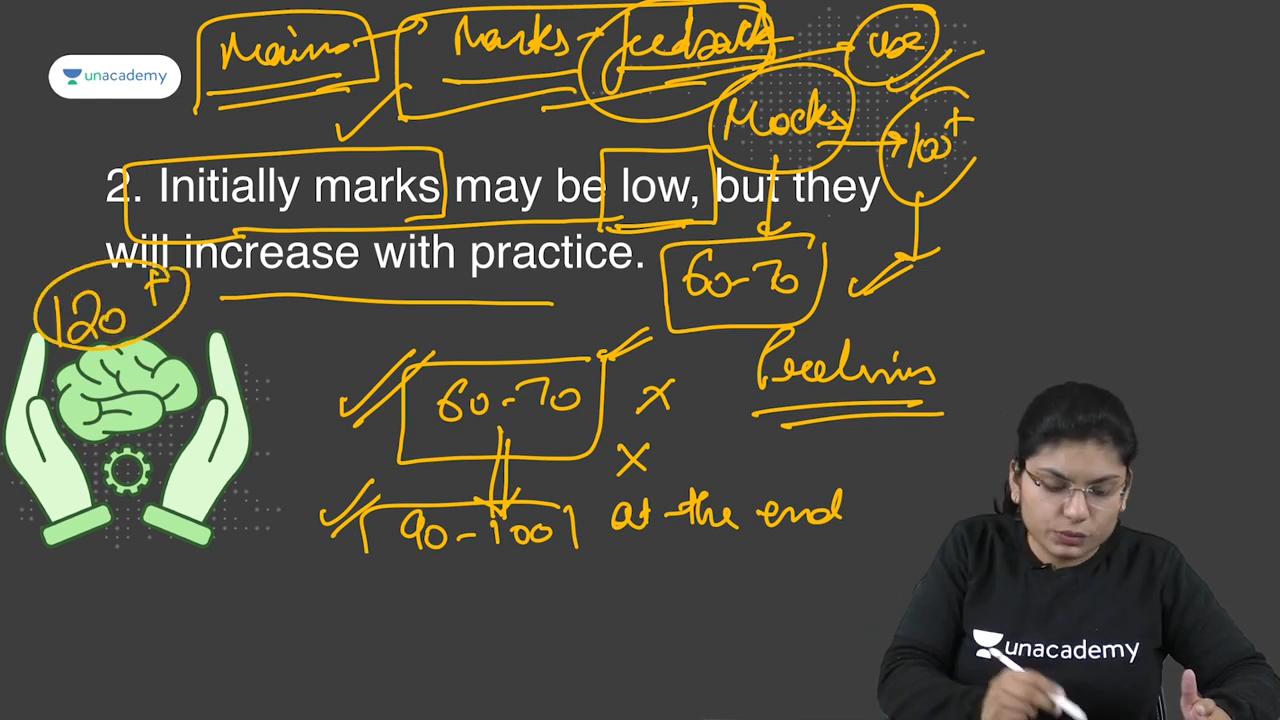 Mains Marks feedback use
unacademy
Mocks 100+
2. Initially marks may be low, but they
will increase with practice.
120+
60-70
Prelims
60-70 x
x
90-100 at the end
unacademy